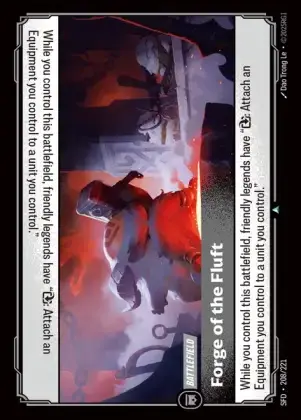 While you control this battlefield, friendly legends have ": Attach an
Equipment you control to a unit you control."
BATTLEFIELD
Forge of the Fluft
While you control this battlefield, friendly legends have ": Attach an
Equipment you control to a unit you control."
SFD • 208/221
Dao Trong Le • ©2025RGI